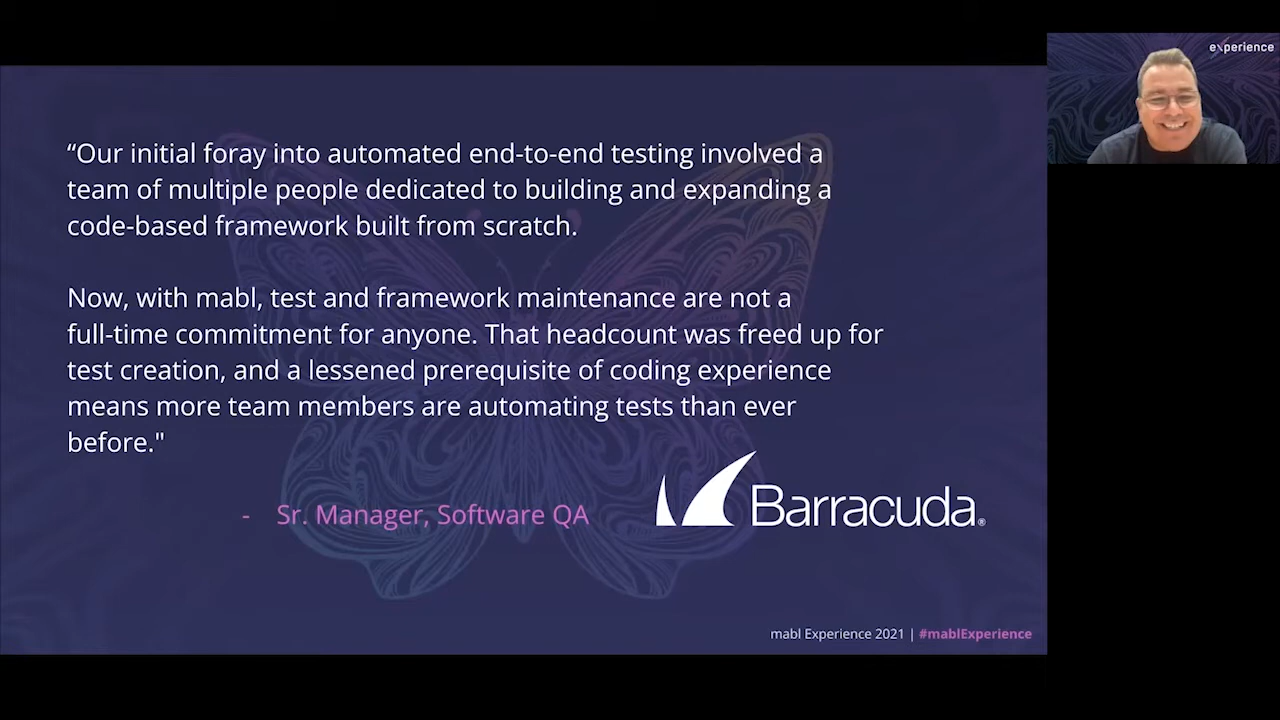 experience
“Our initial foray into automated end-to-end testing involved a
team of multiple people dedicated to building and expanding a
code-based framework built from scratch.
Now, with mabl, test and framework maintenance are not a
full-time commitment for anyone. That headcount was freed up for
test creation, and a lessened prerequisite of coding experience
means more team members are automating tests than ever
before."
- Sr. Manager, Software QA
Barracuda®
mabl Experience 2021 | #mablExperience